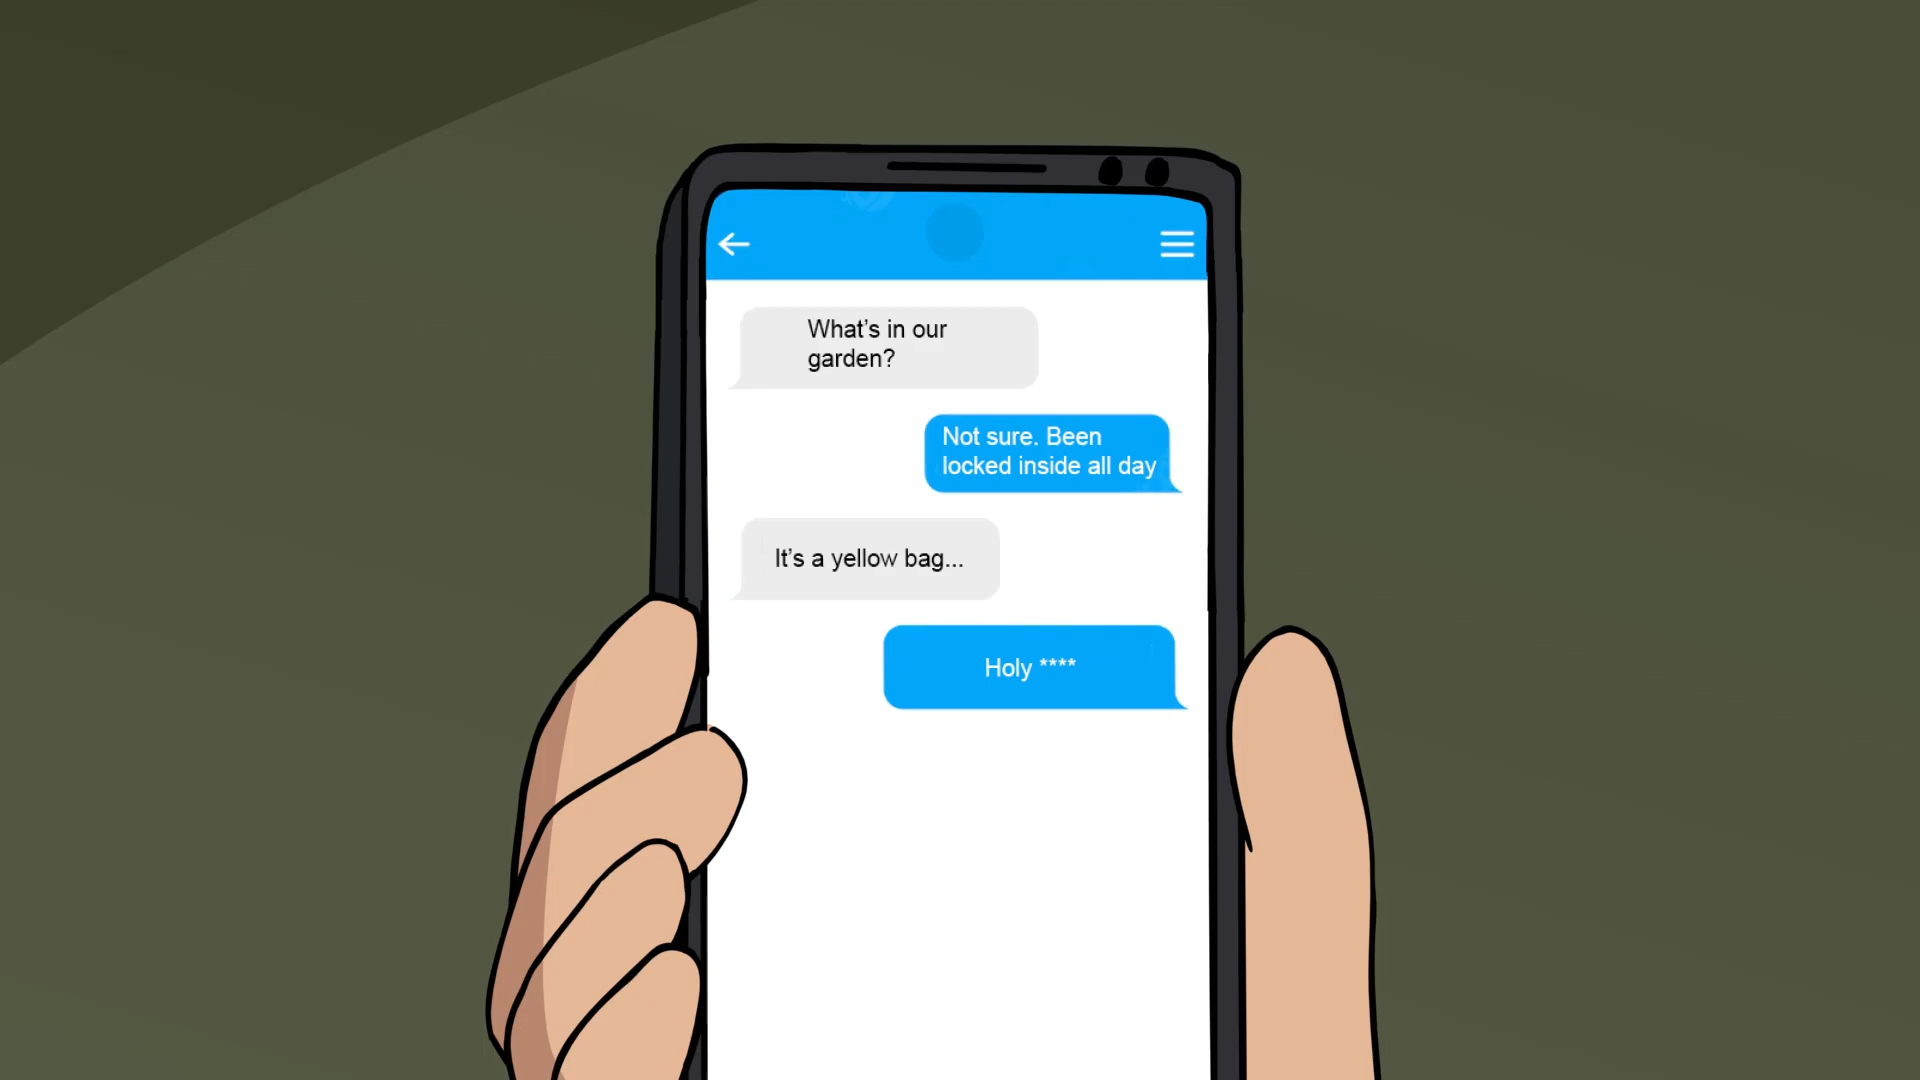 What’s in our
garden?
Not sure. Been
locked inside all day
It’s a yellow bag...
Holy ****